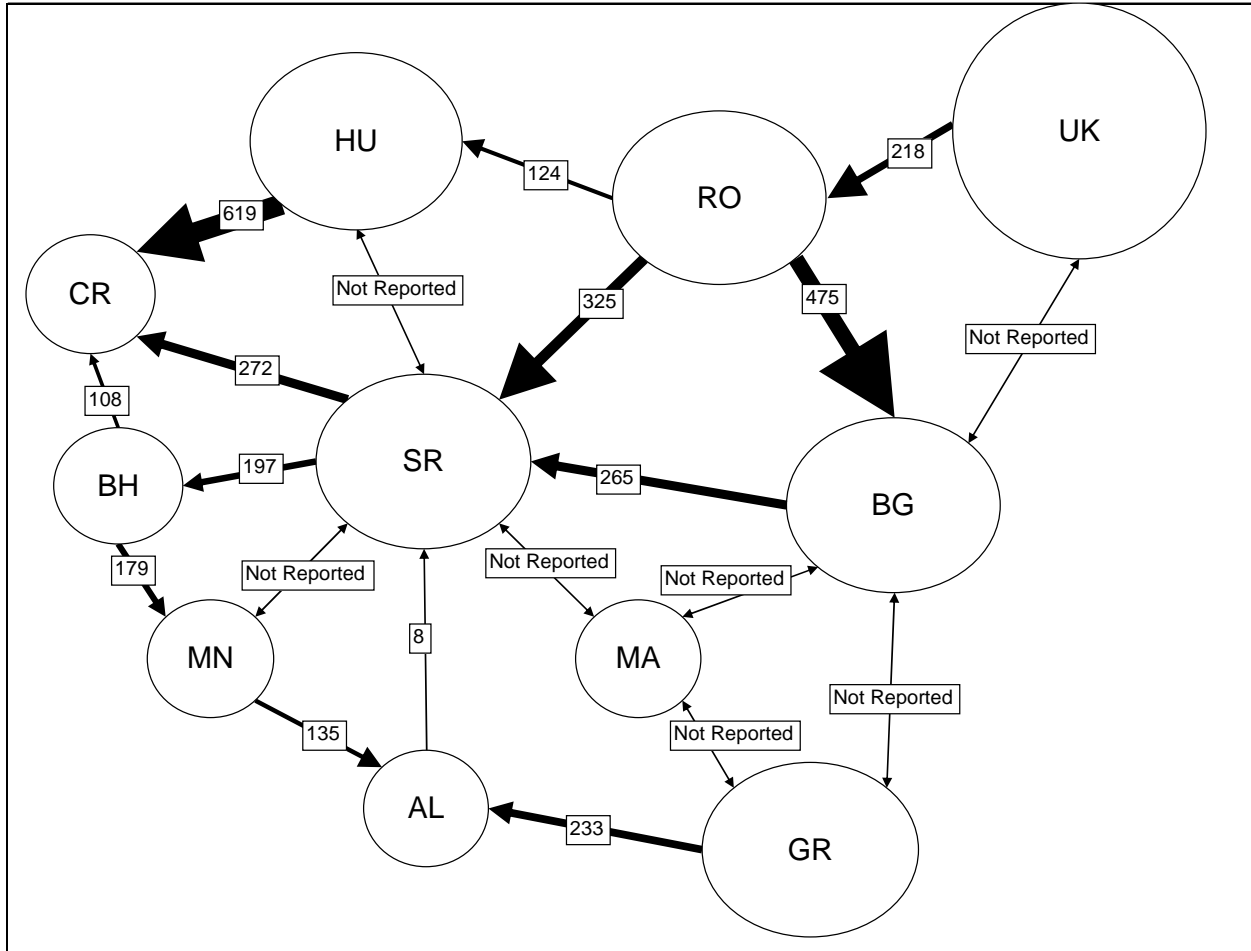 UK
HU
218
124
RO
619
Not Reported
CR
325
475
Not Reported
272
108
SR
197
265
BH
BG
179
Not Reported
Not Reported
Not Reported
8
MN
MA
Not Reported
135
Not Reported
AL
233
GR